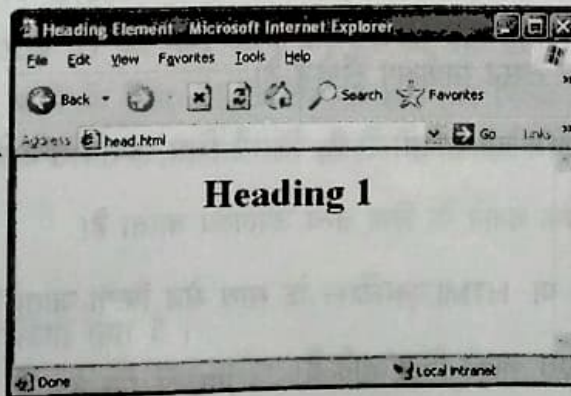 Heading Element - Microsoft Internet Explorer
File Edit View Favorites Tools Help
Back Search Favorites
Address head.html Go Links »
Heading 1
Done Local intranet